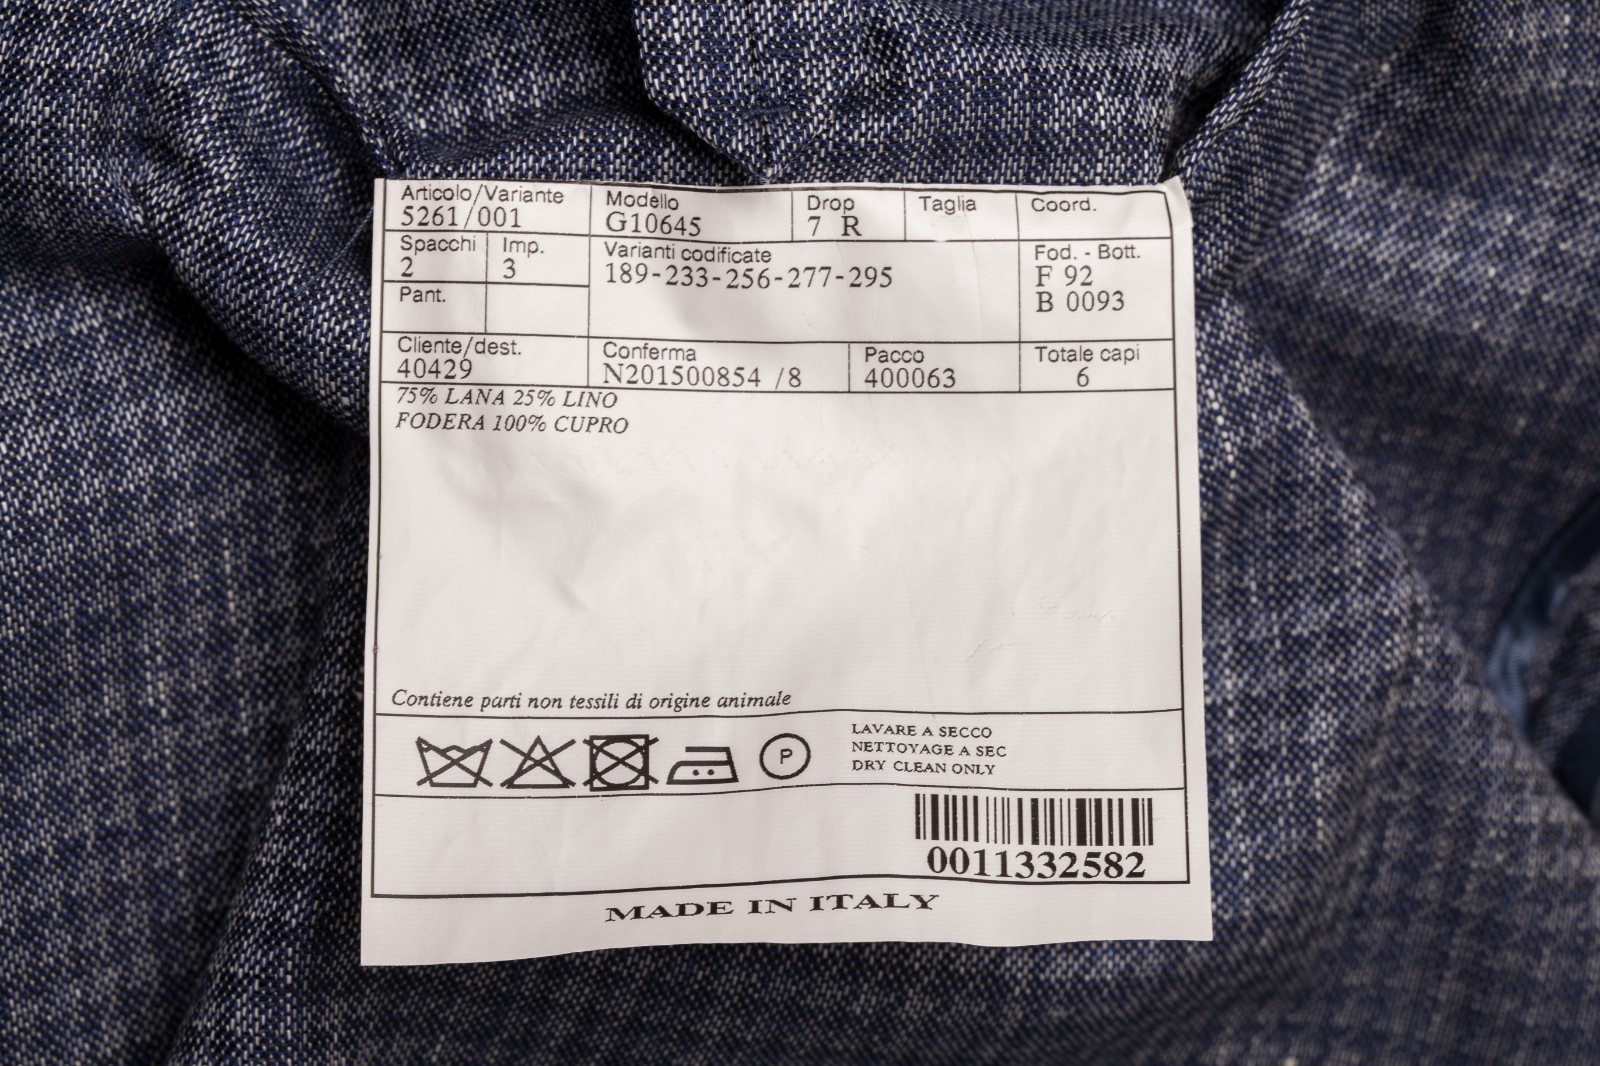 Articolo/Variante Modello Drop Taglia Coord.
5261/001 G10645 7 R
Spacchi Imp. Varianti codificate Fod. - Bott.
2 3 189-233-256-277-295 F 92
Pant. B 0093
Cliente/dest. Conferma Pacco Totale capi
40429 N201500854 /8 400063 6
75% LANA 25% LINO
FODERA 100% CUPRO
Contiene parti non tessili di origine animale
P
LAVARE A SECCO
NETTOYAGE A SEC
DRY CLEAN ONLY
0011332582
MADE IN ITALY